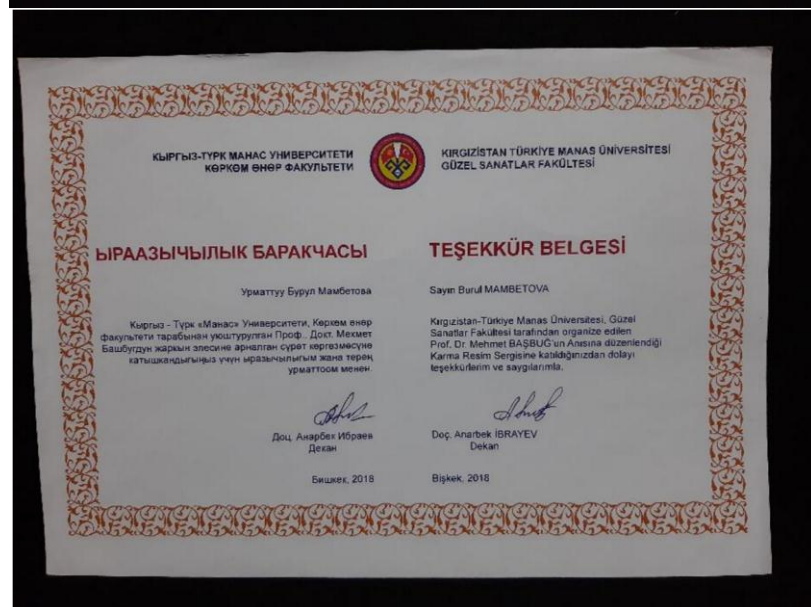 КЫРГЫЗ-ТҮРК МАНАС УНИВЕРСИТЕТИ
КӨРКӨМ ӨНӨР ФАКУЛЬТЕТИ
ЫРААЗЫЧЫЛЫК БАРАКЧАСЫ
Урматтуу Бурул Мамбетова
Кыргыз - Түрк «Манас» Университети, Көркөм өнөр
факультети тарабынан уюштурулган Проф., Докт. Мехмет
Башбугдун жаркын элесине арналган сүрөт көргөзмөсүнө
катышкандыгыңыз үчүн ыраазычылыгым жана терең
урматтоом менен.
Доц. Анарбек Ибраев
Декан
Бишкек, 2018
KIRGIZİSTAN TÜRKİYE MANAS ÜNİVERSİTESİ
GÜZEL SANATLAR FAKÜLTESİ
TEŞEKKÜR BELGESİ
Sayın Burul MAMBETOVA
Kırgızistan-Türkiye Manas Üniversitesi, Güzel
Sanatlar Fakültesi tarafından organize edilen
Prof. Dr. Mehmet BAŞBUĞ'un Anısına düzenlendiği
Karma Resim Sergisine katıldığınızdan dolayı
teşekkürlerim ve saygılarımla.
Doç. Anarbek İBRAYEV
Dekan
Bişkek, 2018